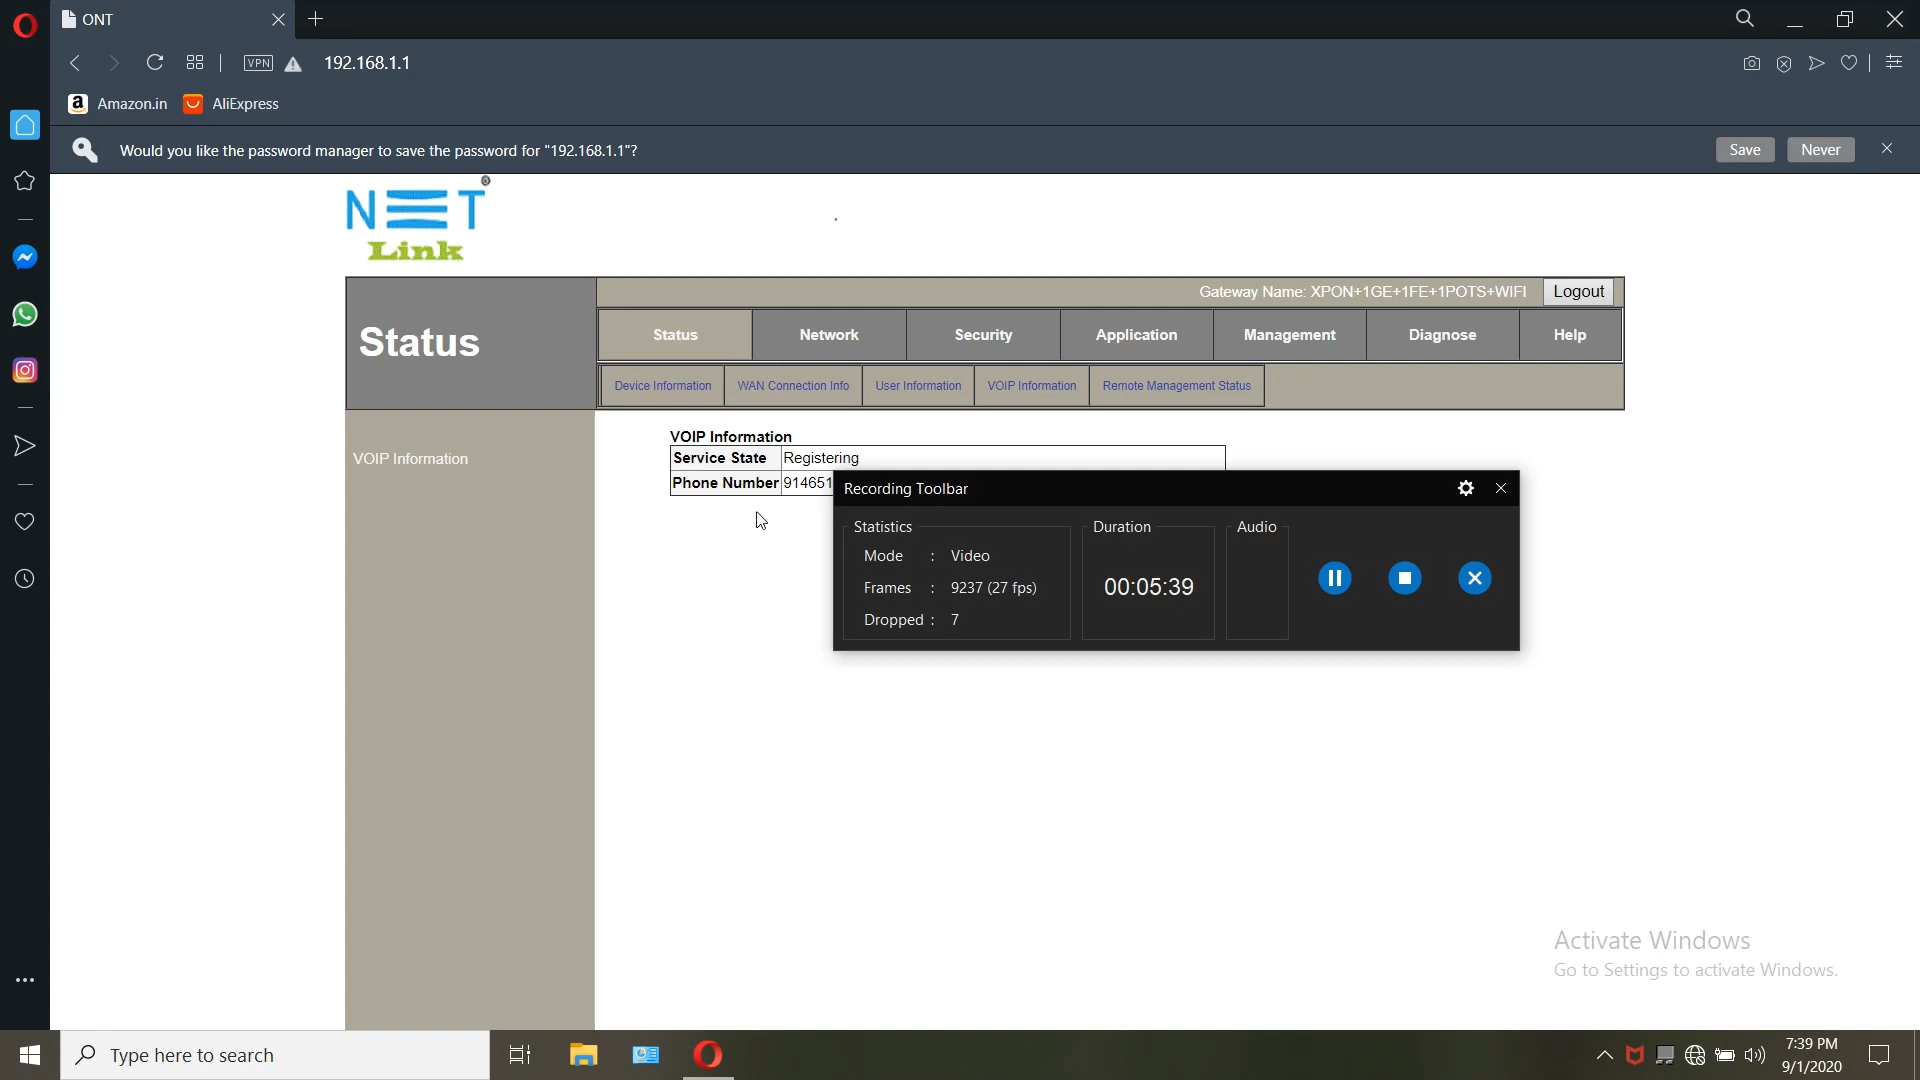 ONT
VPN 192.168.1.1
Amazon.in AliExpress
Would you like the password manager to save the password for "192.168.1.1"? Save Never
NET
Link
Gateway Name: XPON+1GE+1FE+1POTS+WIFI Logout
Status
Status Network Security Application Management Diagnose Help
Device Information WAN Connection Info User Information VOIP Information Remote Management Status
VOIP Information
VOIP Information
Service State Registering
Phone Number 914651
Recording Toolbar
Statistics Duration Audio
Mode : Video
Frames : 9237 (27 fps)
00:05:39
Dropped : 7
Activate Windows
Go to Settings to activate Windows.
Type here to search
7:39 PM
9/1/2020